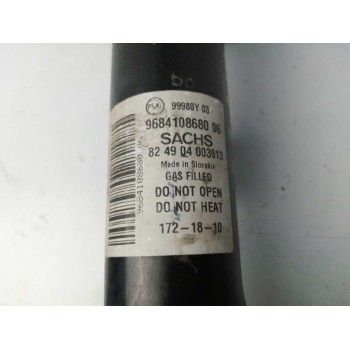 PSA 99980Y 03
9684108680 06
SACHS
82 49 04 003913
Made in Slovakia
GAS FILLED
DO NOT OPEN
DO NOT HEAT
172-18-10
9684108680